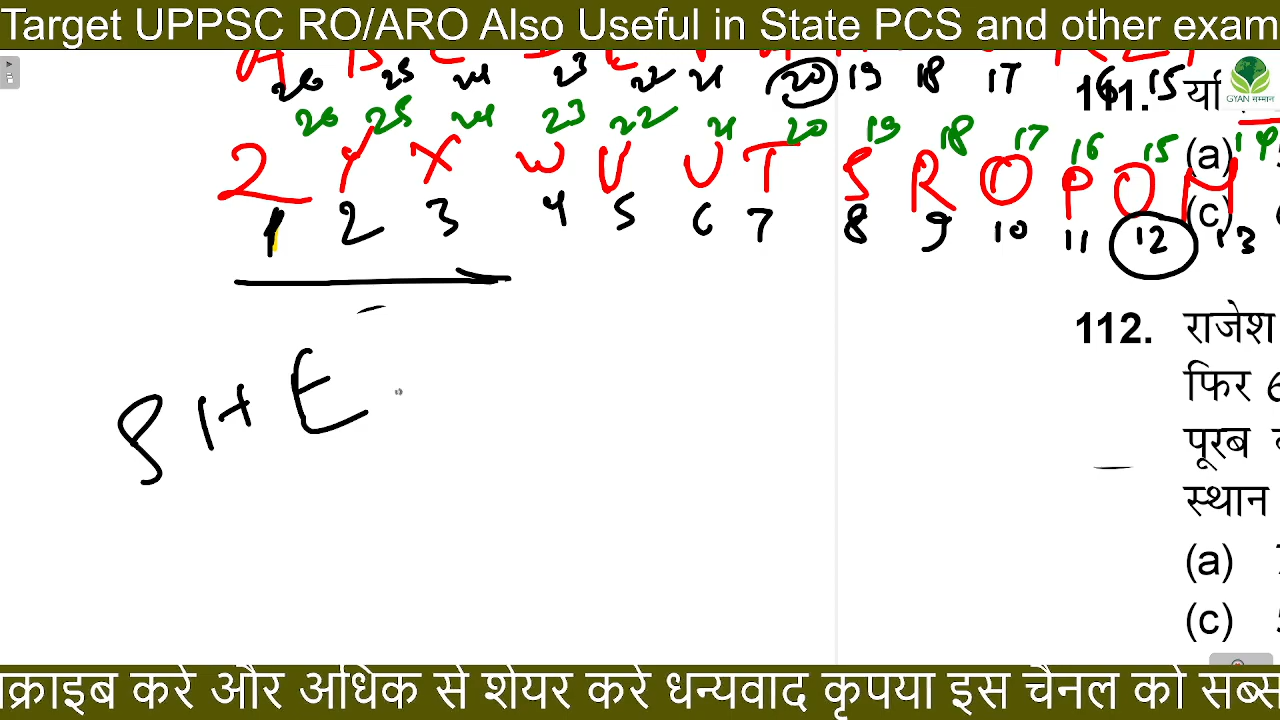 Target UPPSC RO/ARO Also Useful in State PCS and other exam
26 25 24 23 22 21 20 19 18 17 16 15
111. या
GYAN सम्मान
26 25 24 23 22 21 20 19 18 17 16 15 14
Z Y X W V U T S R Q P O N
(a)
1 2 3 4 5 6 7 8 9 10 11 12 13
(c)
112. राजेश
फिर 6
SHE
पूरब
स्थान
(a)
(c)
क्राइब करे और अधिक से शेयर करे धन्यवाद कृपया इस चैनल को सब्स